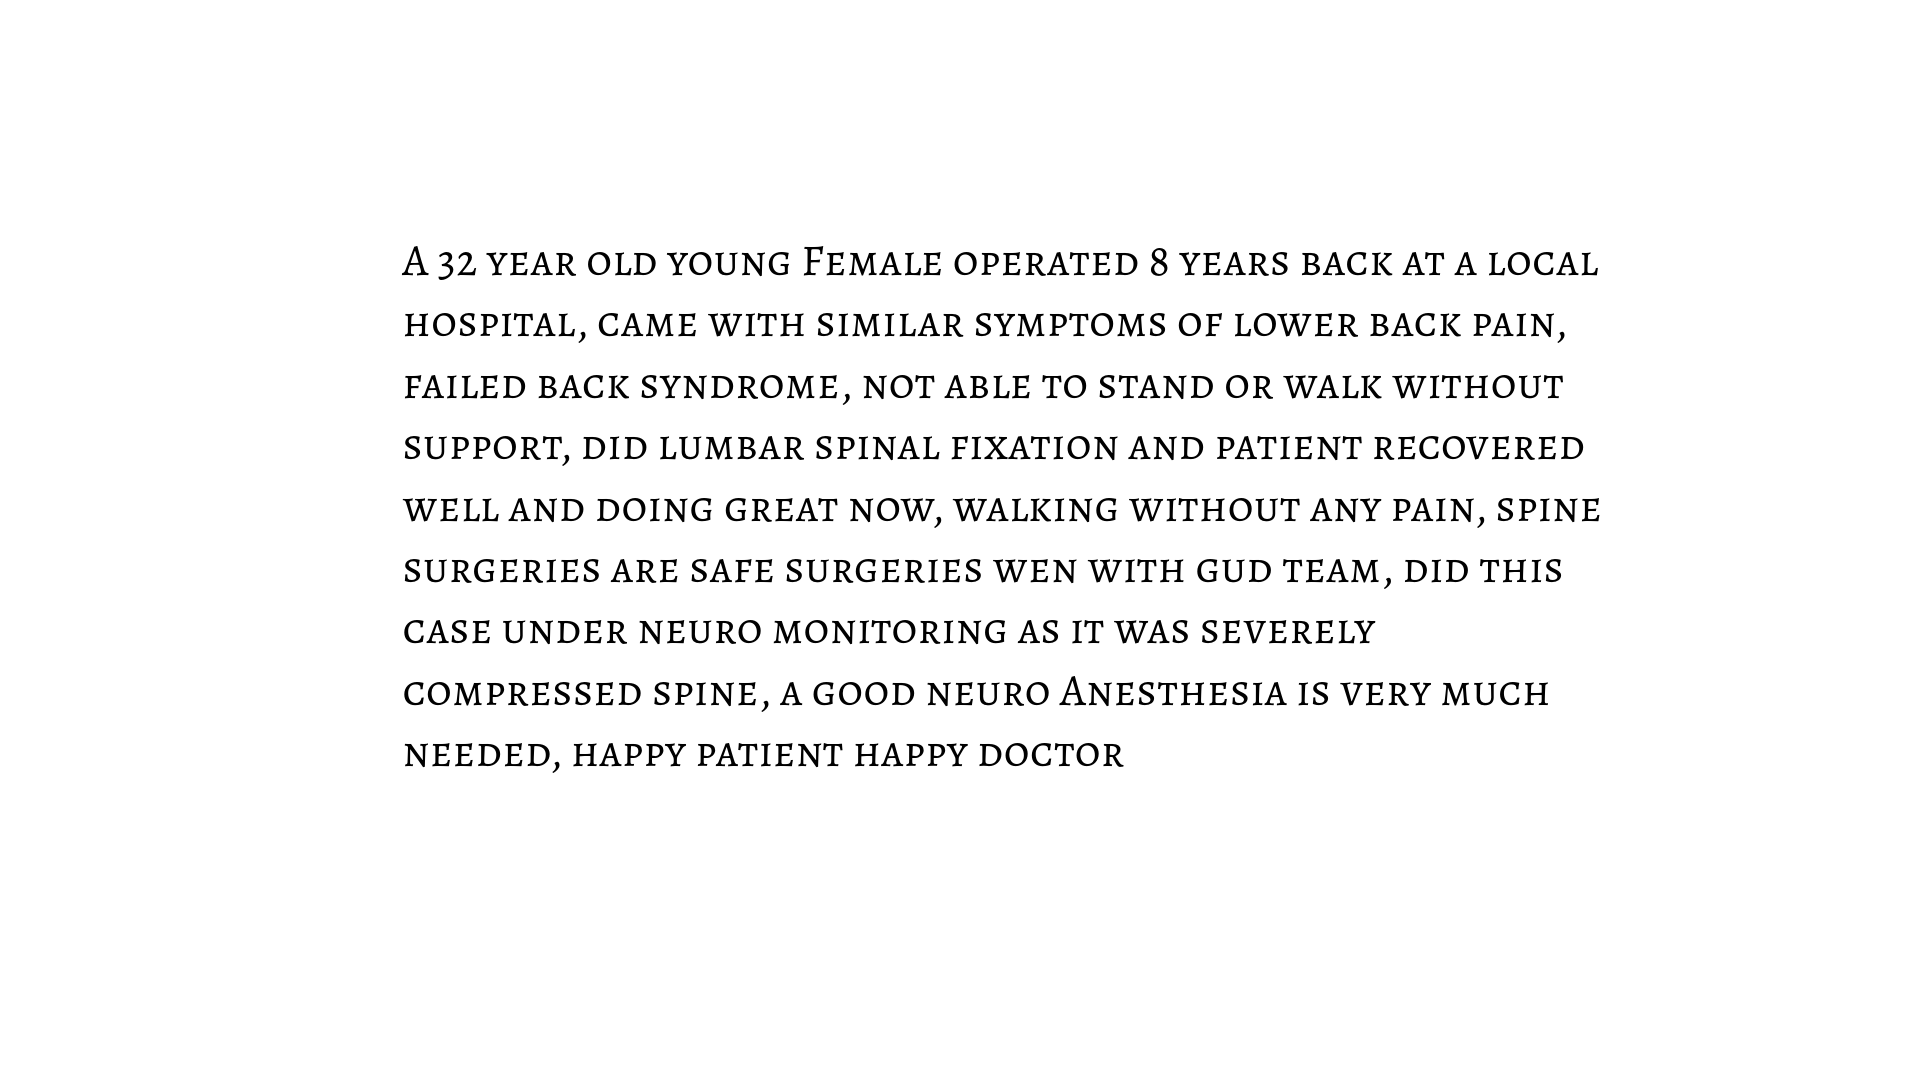 A 32 year old young Female operated 8 years back at a local
hospital, came with similar symptoms of lower back pain,
failed back syndrome, not able to stand or walk without
support, did lumbar spinal fixation and patient recovered
well and doing great now, walking without any pain, spine
surgeries are safe surgeries wen with gud team, did this
case under neuro monitoring as it was severely
compressed spine, a good neuro Anesthesia is very much
needed, happy patient happy doctor